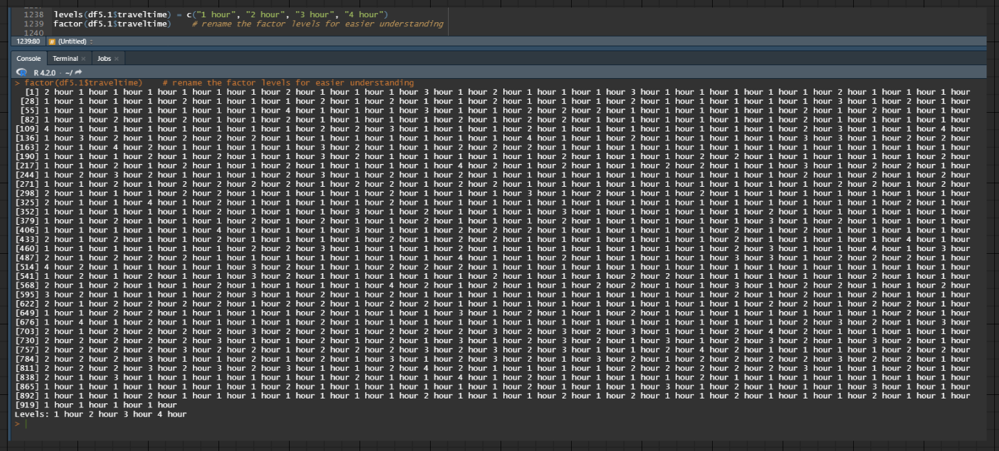 1238 levels(df5.1$traveltime) = c("1 hour", "2 hour", "3 hour", "4 hour")
1239 factor(df5.1$traveltime) # rename the factor levels for easier understanding
1240
1239:80 # (Untitled) :
Console Terminal × Jobs ×
R 4.2.0 · ~/
> factor(df5.1$traveltime) # rename the factor levels for easier understanding
[1] 2 hour 1 hour 1 hour 1 hour 1 hour 1 hour 1 hour 2 hour 1 hour 1 hour 1 hour 3 hour 1 hour 2 hour 1 hour 1 hour 1 hour 3 hour 1 hour 1 hour 1 hour 1 hour 1 hour 2 hour 1 hour 1 hour 1 hour
[28] 1 hour 1 hour 1 hour 1 hour 2 hour 1 hour 1 hour 1 hour 2 hour 1 hour 2 hour 1 hour 1 hour 2 hour 1 hour 1 hour 1 hour 1 hour 1 hour 1 hour 1 hour 1 hour 1 hour 3 hour 1 hour 2 hour 1 hour
[55] 1 hour 1 hour 1 hour 1 hour 1 hour 1 hour 1 hour 4 hour 1 hour 1 hour 1 hour 3 hour 1 hour 1 hour 2 hour 2 hour 2 hour 1 hour 1 hour 1 hour 1 hour 1 hour 2 hour 1 hour 2 hour 1 hour 1 hour
[82] 1 hour 1 hour 2 hour 1 hour 2 hour 1 hour 1 hour 2 hour 1 hour 1 hour 1 hour 1 hour 1 hour 1 hour 1 hour 1 hour 1 hour 1 hour 1 hour 1 hour 1 hour 1 hour 1 hour 1 hour 1 hour 1 hour 1 hour
[109] 4 hour 1 hour 1 hour 1 hour 1 hour 1 hour 1 hour 1 hour 2 hour 2 hour 3 hour 1 hour 1 hour 1 hour 2 hour 1 hour 1 hour 1 hour 1 hour 1 hour 1 hour 1 hour 2 hour 3 hour 1 hour 1 hour 4 hour
[136] 1 hour 3 hour 2 hour 1 hour 2 hour 2 hour 2 hour 1 hour 1 hour 1 hour 1 hour 1 hour 1 hour 1 hour 4 hour 1 hour 1 hour 2 hour 1 hour 1 hour 1 hour 1 hour 3 hour 3 hour 1 hour 2 hour 2 hour
[163] 2 hour 1 hour 4 hour 2 hour 1 hour 1 hour 1 hour 1 hour 3 hour 2 hour 1 hour 1 hour 2 hour 2 hour 2 hour 1 hour 1 hour 1 hour 1 hour 1 hour 1 hour 1 hour 1 hour 1 hour 1 hour 1 hour 1 hour
[190] 1 hour 1 hour 1 hour 2 hour 1 hour 2 hour 1 hour 1 hour 3 hour 2 hour 1 hour 1 hour 1 hour 1 hour 1 hour 2 hour 1 hour 1 hour 2 hour 1 hour 1 hour 1 hour 1 hour 1 hour 1 hour 1 hour 1 hour
[217] 1 hour 1 hour 2 hour 1 hour 2 hour 1 hour 1 hour 2 hour 1 hour 1 hour 1 hour 1 hour 4 hour 2 hour 1 hour 2 hour 1 hour 1 hour 2 hour 2 hour 1 hour 1 hour 3 hour 1 hour 2 hour 2 hour 1 hour
[244] 1 hour 2 hour 3 hour 2 hour 1 hour 1 hour 1 hour 2 hour 3 hour 1 hour 1 hour 1 hour 2 hour 1 hour 1 hour 1 hour 1 hour 1 hour 1 hour 1 hour 1 hour 2 hour 1 hour 1 hour 2 hour 1 hour 1 hour
[271] 1 hour 1 hour 2 hour 1 hour 2 hour 2 hour 2 hour 2 hour 1 hour 2 hour 2 hour 1 hour 2 hour 2 hour 1 hour 1 hour 1 hour 1 hour 1 hour 1 hour 1 hour 1 hour 1 hour 2 hour 2 hour 1 hour 2 hour
[298] 2 hour 1 hour 1 hour 1 hour 2 hour 2 hour 1 hour 1 hour 1 hour 1 hour 2 hour 1 hour 1 hour 1 hour 3 hour 1 hour 2 hour 1 hour 1 hour 2 hour 1 hour 1 hour 1 hour 1 hour 1 hour 1 hour 1 hour
[325] 2 hour 1 hour 1 hour 4 hour 1 hour 2 hour 1 hour 1 hour 1 hour 3 hour 2 hour 1 hour 1 hour 1 hour 1 hour 1 hour 1 hour 1 hour 1 hour 1 hour 1 hour 1 hour 1 hour 1 hour 1 hour 2 hour 1 hour
[352] 1 hour 1 hour 1 hour 1 hour 1 hour 2 hour 1 hour 1 hour 1 hour 3 hour 1 hour 2 hour 1 hour 1 hour 1 hour 3 hour 1 hour 1 hour 1 hour 1 hour 1 hour 2 hour 1 hour 1 hour 1 hour 1 hour 1 hour
[379] 1 hour 1 hour 2 hour 1 hour 1 hour 1 hour 2 hour 1 hour 2 hour 1 hour 1 hour 2 hour 1 hour 1 hour 1 hour 2 hour 1 hour 1 hour 1 hour 1 hour 1 hour 3 hour 1 hour 2 hour 1 hour 1 hour 1 hour
[406] 1 hour 1 hour 1 hour 1 hour 1 hour 4 hour 1 hour 1 hour 1 hour 3 hour 1 hour 1 hour 2 hour 2 hour 2 hour 1 hour 1 hour 1 hour 1 hour 1 hour 2 hour 1 hour 2 hour 1 hour 1 hour 1 hour 1 hour
[433] 2 hour 2 hour 1 hour 1 hour 1 hour 1 hour 1 hour 1 hour 1 hour 1 hour 2 hour 1 hour 2 hour 1 hour 2 hour 1 hour 1 hour 1 hour 1 hour 1 hour 1 hour 1 hour 1 hour 1 hour 1 hour 4 hour 1 hour
[460] 1 hour 1 hour 1 hour 1 hour 1 hour 1 hour 2 hour 2 hour 3 hour 1 hour 1 hour 1 hour 2 hour 1 hour 1 hour 1 hour 1 hour 1 hour 1 hour 1 hour 2 hour 3 hour 1 hour 1 hour 4 hour 1 hour 3 hour
[487] 2 hour 1 hour 2 hour 2 hour 2 hour 1 hour 1 hour 1 hour 1 hour 1 hour 1 hour 1 hour 4 hour 1 hour 1 hour 2 hour 1 hour 1 hour 1 hour 1 hour 3 hour 3 hour 1 hour 2 hour 2 hour 2 hour 1 hour
[514] 4 hour 2 hour 1 hour 1 hour 1 hour 1 hour 3 hour 2 hour 1 hour 1 hour 2 hour 2 hour 2 hour 1 hour 1 hour 1 hour 1 hour 1 hour 1 hour 1 hour 1 hour 1 hour 1 hour 1 hour 1 hour 1 hour 1 hour
[541] 1 hour 2 hour 1 hour 2 hour 1 hour 1 hour 3 hour 2 hour 1 hour 1 hour 1 hour 1 hour 1 hour 2 hour 1 hour 1 hour 1 hour 2 hour 2 hour 1 hour 1 hour 1 hour 1 hour 1 hour 1 hour 1 hour 1 hour
[568] 2 hour 1 hour 2 hour 1 hour 1 hour 2 hour 1 hour 1 hour 1 hour 1 hour 4 hour 2 hour 1 hour 2 hour 1 hour 1 hour 2 hour 2 hour 1 hour 1 hour 3 hour 1 hour 2 hour 2 hour 1 hour 1 hour 2 hour
[595] 3 hour 2 hour 1 hour 1 hour 1 hour 2 hour 3 hour 1 hour 1 hour 2 hour 2 hour 1 hour 1 hour 1 hour 1 hour 1 hour 1 hour 1 hour 1 hour 2 hour 1 hour 1 hour 2 hour 1 hour 1 hour 1 hour 1 hour
[622] 2 hour 1 hour 2 hour 2 hour 2 hour 2 hour 1 hour 2 hour 2 hour 1 hour 2 hour 2 hour 1 hour 1 hour 1 hour 1 hour 1 hour 1 hour 1 hour 1 hour 1 hour 2 hour 2 hour 1 hour 2 hour 2 hour 1 hour
[649] 1 hour 1 hour 2 hour 2 hour 1 hour 1 hour 1 hour 1 hour 2 hour 1 hour 1 hour 1 hour 3 hour 1 hour 2 hour 1 hour 1 hour 2 hour 1 hour 1 hour 1 hour 1 hour 1 hour 1 hour 1 hour 2 hour 1 hour
[676] 1 hour 4 hour 1 hour 2 hour 1 hour 1 hour 1 hour 1 hour 2 hour 1 hour 1 hour 1 hour 1 hour 1 hour 1 hour 1 hour 1 hour 1 hour 1 hour 1 hour 1 hour 1 hour 2 hour 3 hour 2 hour 1 hour 3 hour
[703] 2 hour 1 hour 2 hour 2 hour 2 hour 2 hour 3 hour 2 hour 2 hour 1 hour 2 hour 2 hour 2 hour 3 hour 2 hour 3 hour 2 hour 3 hour 1 hour 1 hour 2 hour 4 hour 2 hour 1 hour 1 hour 1 hour 1 hour
[730] 2 hour 2 hour 2 hour 2 hour 2 hour 3 hour 1 hour 1 hour 2 hour 1 hour 2 hour 1 hour 3 hour 1 hour 3 hour 1 hour 2 hour 1 hour 3 hour 1 hour 2 hour 3 hour 2 hour 1 hour 3 hour 2 hour 1 hour
[757] 2 hour 2 hour 2 hour 2 hour 3 hour 2 hour 2 hour 2 hour 1 hour 2 hour 2 hour 3 hour 2 hour 3 hour 2 hour 3 hour 1 hour 1 hour 2 hour 4 hour 2 hour 1 hour 1 hour 1 hour 1 hour 2 hour 2 hour
[784] 2 hour 2 hour 2 hour 3 hour 1 hour 1 hour 2 hour 1 hour 2 hour 1 hour 3 hour 1 hour 3 hour 1 hour 2 hour 1 hour 3 hour 1 hour 2 hour 2 hour 2 hour 2 hour 2 hour 3 hour 2 hour 2 hour 1 hour
[811] 2 hour 2 hour 2 hour 3 hour 2 hour 3 hour 2 hour 3 hour 1 hour 1 hour 2 hour 4 hour 2 hour 1 hour 1 hour 1 hour 1 hour 2 hour 2 hour 2 hour 2 hour 2 hour 3 hour 1 hour 1 hour 2 hour 1 hour
[838] 2 hour 1 hour 3 hour 1 hour 1 hour 1 hour 1 hour 1 hour 1 hour 2 hour 1 hour 1 hour 4 hour 1 hour 2 hour 1 hour 1 hour 1 hour 1 hour 2 hour 1 hour 1 hour 1 hour 1 hour 1 hour 1 hour 1 hour
[865] 1 hour 1 hour 1 hour 1 hour 1 hour 1 hour 1 hour 2 hour 1 hour 1 hour 1 hour 1 hour 1 hour 1 hour 2 hour 1 hour 1 hour 1 hour 3 hour 1 hour 1 hour 1 hour 1 hour 1 hour 3 hour 1 hour 1 hour
[892] 1 hour 1 hour 1 hour 2 hour 1 hour 1 hour 1 hour 1 hour 1 hour 1 hour 1 hour 2 hour 1 hour 1 hour 1 hour 2 hour 1 hour 2 hour 1 hour 1 hour 2 hour 1 hour 1 hour 1 hour 2 hour 1 hour 1 hour
[919] 1 hour 1 hour 1 hour 1 hour
Levels: 1 hour 2 hour 3 hour 4 hour
>